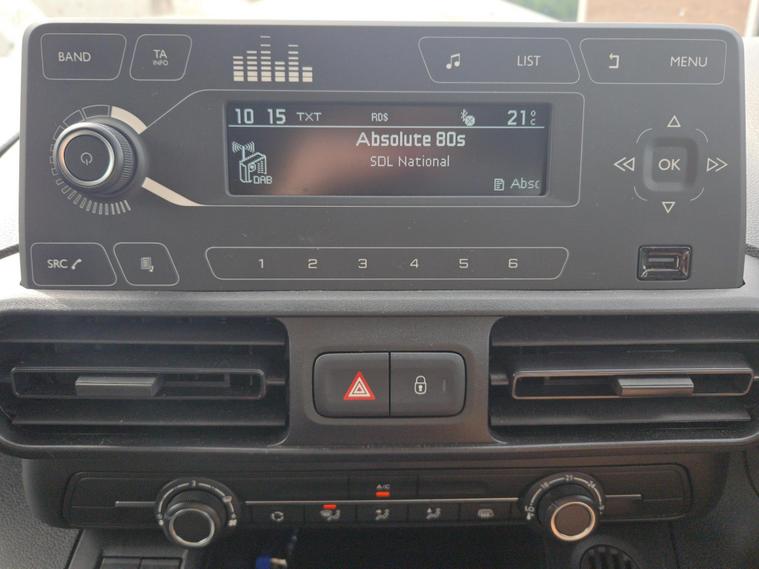 BAND
TA
INFO
LIST
MENU
10 15 TXT RDS 21°C
Absolute 80s
SDL National
DAB
Absc
OK
SRC
1 2 3 4 5 6
A/C